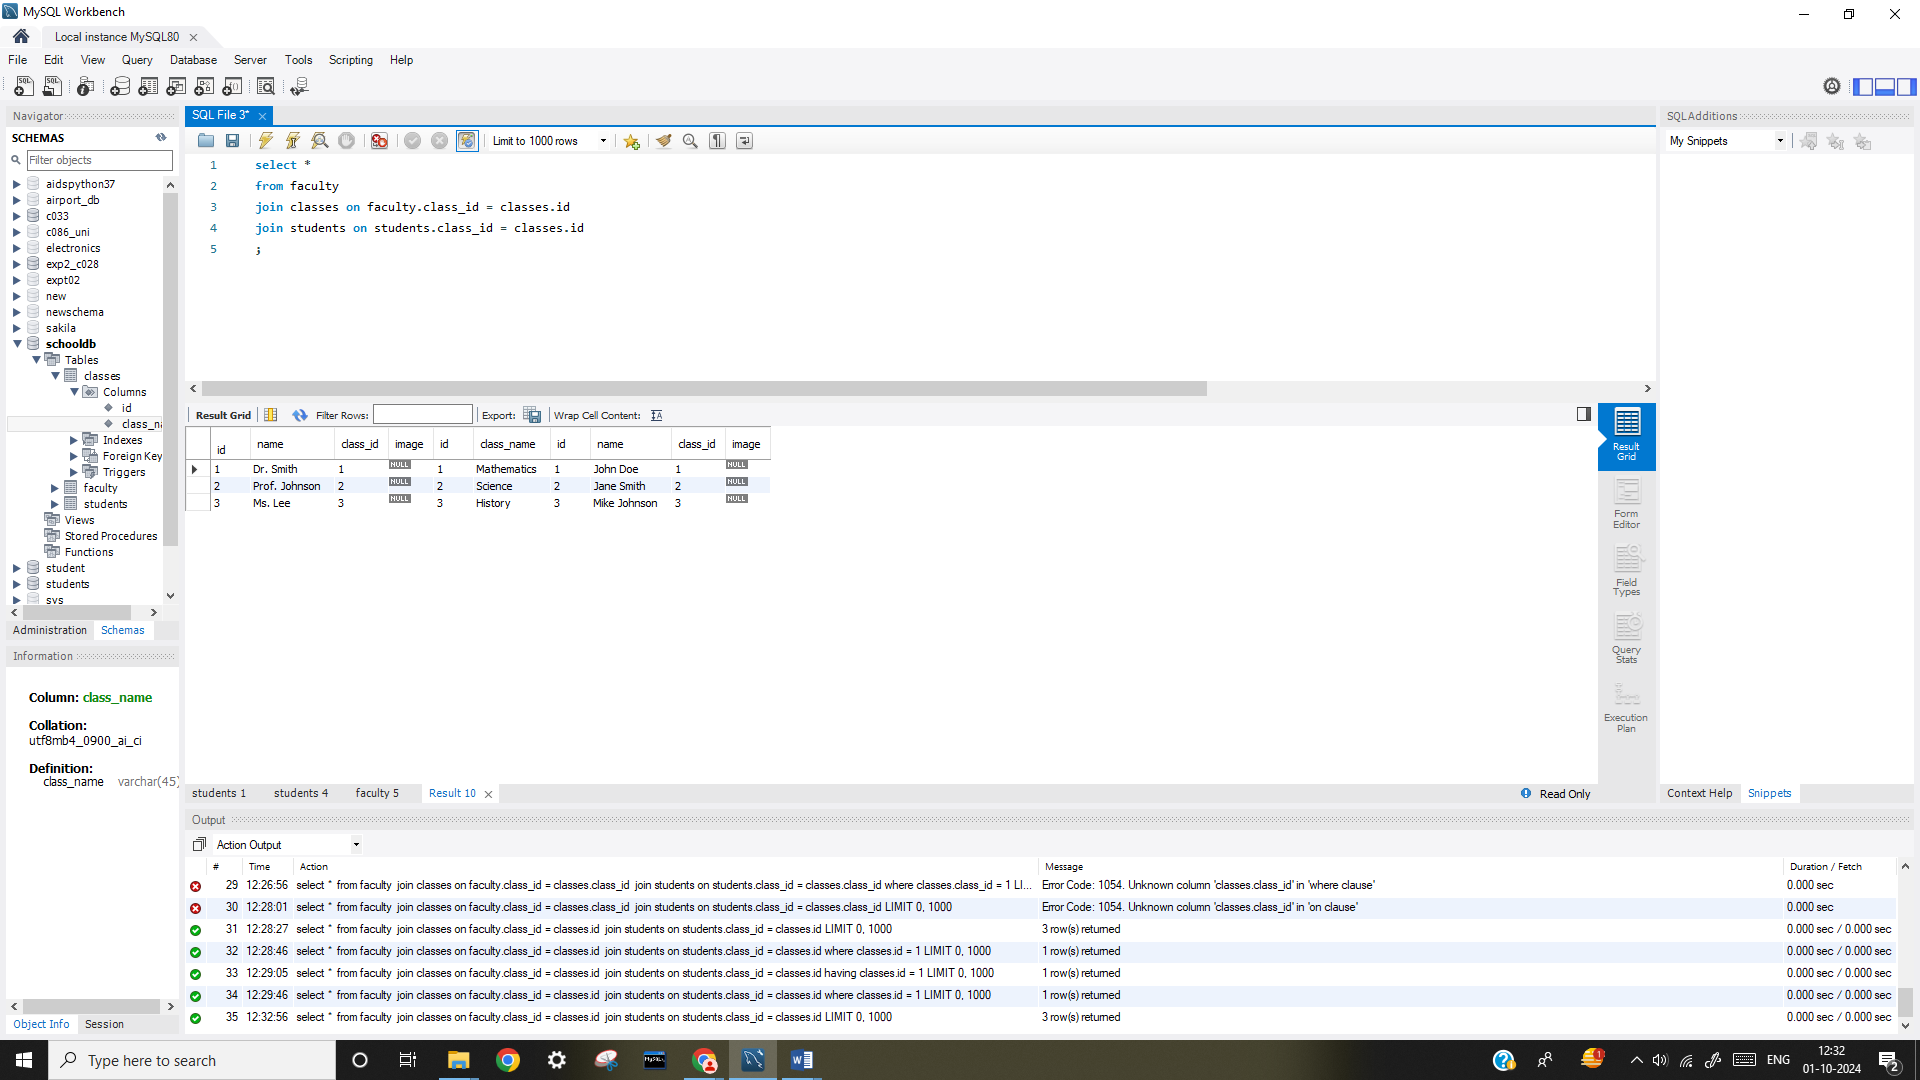 MySQL Workbench
Local instance MySQL80
File Edit View Query Database Server Tools Scripting Help
Navigator
SCHEMAS
Filter objects
aidspython37
airport_db
c033
c086_uni
electronics
exp2_c028
expt02
new
newschema
sakila
schooldb
Tables
classes
Columns
id
class_na
Indexes
Foreign Key
Triggers
faculty
students
Views
Stored Procedures
Functions
student
students
sys
Administration Schemas
Information
Column: class_name
Collation:
utf8mb4_0900_ai_ci
Definition:
class_name varchar(45)
Object Info Session
SQL File 3*
Limit to 1000 rows
1 select *
2 from faculty
3 join classes on faculty.class_id = classes.id
4 join students on students.class_id = classes.id
5 ;
Result Grid Filter Rows: Export: Wrap Cell Content:
id name class_id image id class_name id name class_id image
1 Dr. Smith 1 NULL 1 Mathematics 1 John Doe 1 NULL
2 Prof. Johnson 2 NULL 2 Science 2 Jane Smith 2 NULL
3 Ms. Lee 3 NULL 3 History 3 Mike Johnson 3 NULL
Result Grid
Form Editor
Field Types
Query Stats
Execution Plan
students 1 students 4 faculty 5 Result 10 Read Only
SQLAdditions
My Snippets
Context Help Snippets
Output
Action Output
# Time Action Message Duration / Fetch
29 12:26:56 select * from faculty join classes on faculty.class_id = classes.class_id join students on students.class_id = classes.class_id where classes.class_id = 1 LI... Error Code: 1054. Unknown column 'classes.class_id' in 'where clause' 0.000 sec
30 12:28:01 select * from faculty join classes on faculty.class_id = classes.class_id join students on students.class_id = classes.class_id LIMIT 0, 1000 Error Code: 1054. Unknown column 'classes.class_id' in 'on clause' 0.000 sec
31 12:28:27 select * from faculty join classes on faculty.class_id = classes.id join students on students.class_id = classes.id LIMIT 0, 1000 3 row(s) returned 0.000 sec / 0.000 sec
32 12:28:46 select * from faculty join classes on faculty.class_id = classes.id join students on students.class_id = classes.id where classes.id = 1 LIMIT 0, 1000 1 row(s) returned 0.000 sec / 0.000 sec
33 12:29:05 select * from faculty join classes on faculty.class_id = classes.id join students on students.class_id = classes.id having classes.id = 1 LIMIT 0, 1000 1 row(s) returned 0.000 sec / 0.000 sec
34 12:29:46 select * from faculty join classes on faculty.class_id = classes.id join students on students.class_id = classes.id where classes.id = 1 LIMIT 0, 1000 1 row(s) returned 0.000 sec / 0.000 sec
35 12:32:56 select * from faculty join classes on faculty.class_id = classes.id join students on students.class_id = classes.id LIMIT 0, 1000 3 row(s) returned 0.000 sec / 0.000 sec
Type here to search
ENG
12:32
01-10-2024
2